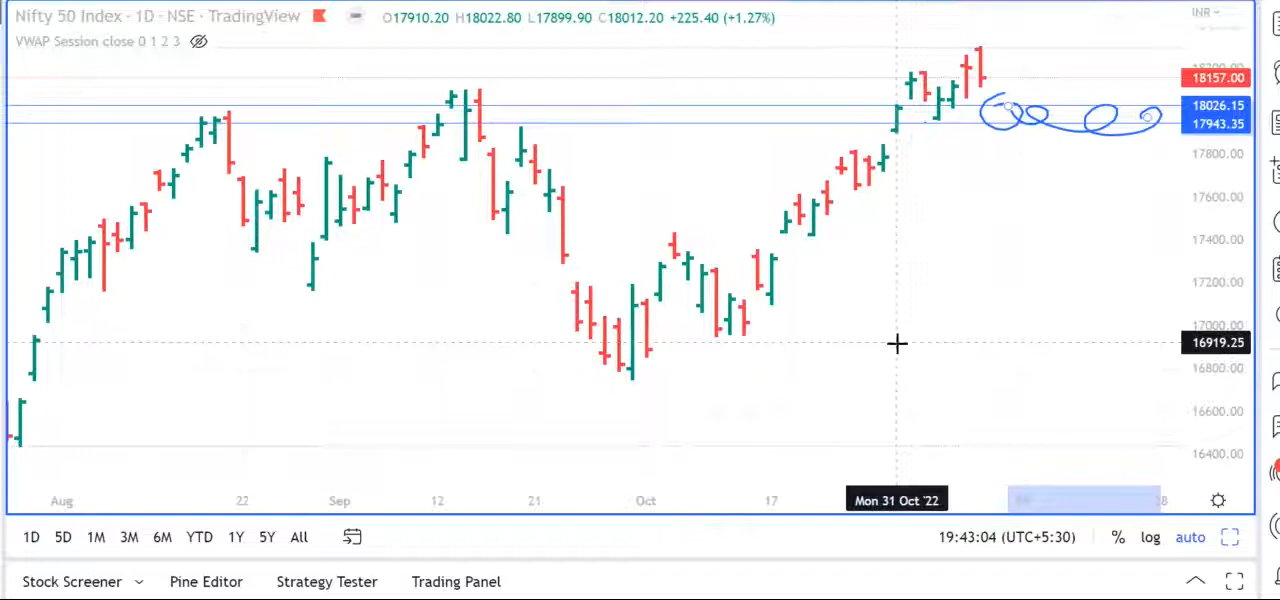 Nifty 50 Index · 1D · NSE · TradingView O17910.20 H18022.80 L17899.90 C18012.20 +225.40 (+1.27%) INR
VWAP Session close 0 1 2 3
18200.00
18157.00
18026.15
17943.35
17800.00
17600.00
17400.00
17200.00
17000.00
16919.25
16800.00
16600.00
16400.00
Aug 22 Sep 12 21 Oct 17 Mon 31 Oct '22
1D 5D 1M 3M 6M YTD 1Y 5Y All 19:43:04 (UTC+5:30) % log auto
Stock Screener Pine Editor Strategy Tester Trading Panel